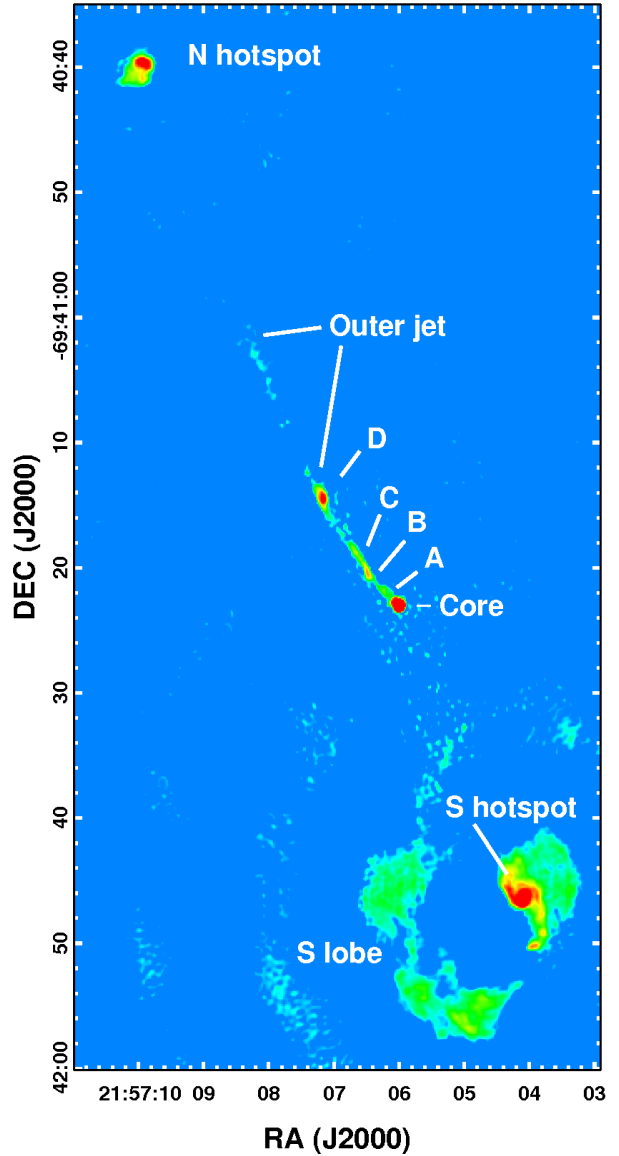 N hotspot
40:40
50
-69:41:00
Outer jet
10
D
C
B
A
20
Core
30
40
S hotspot
50
S lobe
42:00
DEC (J2000)
21:57:10 09 08 07 06 05 04 03
RA (J2000)